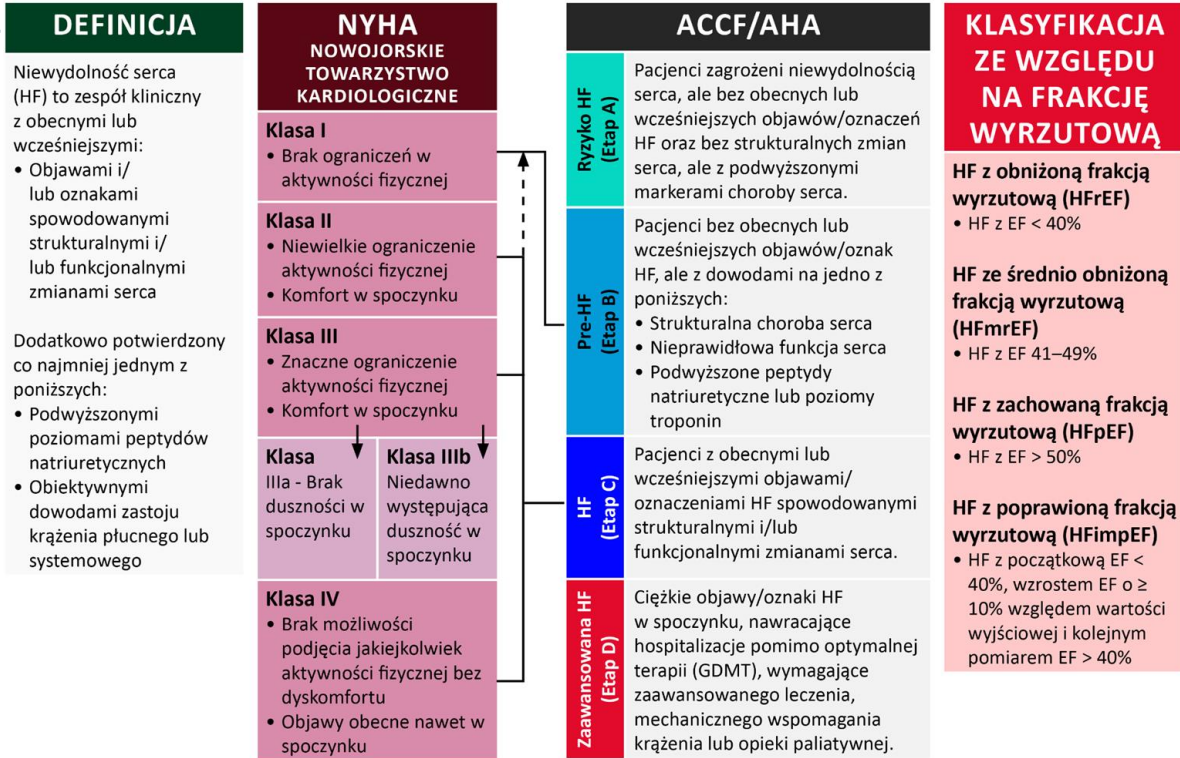 DEFINICJA
Niewydolność serca
(HF) to zespół kliniczny
z obecnymi lub
wcześniejszymi:
• Objawami i/
lub oznakami
spowodowanymi
strukturalnymi i/
lub funkcjonalnymi
zmianami serca
Dodatkowo potwierdzony
co najmniej jednym z
poniższych:
• Podwyższonymi
poziomami peptydów
natriuretycznych
• Obiektywnymi
dowodami zastoju
krążenia płucnego lub
systemowego
NYHA
NOWOJORSKIE
TOWARZYSTWO
KARDIOLOGICZNE
Klasa I
• Brak ograniczeń w
aktywności fizycznej
Klasa II
• Niewielkie ograniczenie
aktywności fizycznej
• Komfort w spoczynku
Klasa III
• Znaczne ograniczenie
aktywności fizycznej
• Komfort w spoczynku
Klasa
IIIa - Brak
duszności w
spoczynku
Klasa IIIb
Niedawno
występująca
duszność w
spoczynku
Klasa IV
• Brak możliwości
podjęcia jakiejkolwiek
aktywności fizycznej bez
dyskomfortu
• Objawy obecne nawet w
spoczynku
ACCF/AHA
Ryzyko HF
(Etap A)
Pacjenci zagrożeni niewydolnością
serca, ale bez obecnych lub
wcześniejszych objawów/oznaczeń
HF oraz bez strukturalnych zmian
serca, ale z podwyższonymi
markerami choroby serca.
Pre-HF
(Etap B)
Pacjenci bez obecnych lub
wcześniejszych objawów/oznak
HF, ale z dowodami na jedno z
poniższych:
• Strukturalna choroba serca
• Nieprawidłowa funkcja serca
• Podwyższone peptydy
natriuretyczne lub poziomy
troponin
HF
(Etap C)
Pacjenci z obecnymi lub
wcześniejszymi objawami/
oznaczeniami HF spowodowanymi
strukturalnymi i/lub
funkcjonalnymi zmianami serca.
Zaawansowana HF
(Etap D)
Ciężkie objawy/oznaki HF
w spoczynku, nawracające
hospitalizacje pomimo optymalnej
terapii (GDMT), wymagające
zaawansowanego leczenia,
mechanicznego wspomagania
krążenia lub opieki paliatywnej.
KLASYFIKACJA
ZE WZGLĘDU
NA FRAKCJĘ
WYRZUTOWĄ
HF z obniżoną frakcją
wyrzutową (HFrEF)
• HF z EF < 40%
HF ze średnio obniżoną
frakcją wyrzutową
(HFmrEF)
• HF z EF 41–49%
HF z zachowaną frakcją
wyrzutową (HFpEF)
• HF z EF > 50%
HF z poprawioną frakcją
wyrzutową (HFimpEF)
• HF z początkową EF <
40%, wzrostem EF o ≥
10% względem wartości
wyjściowej i kolejnym
pomiarem EF > 40%